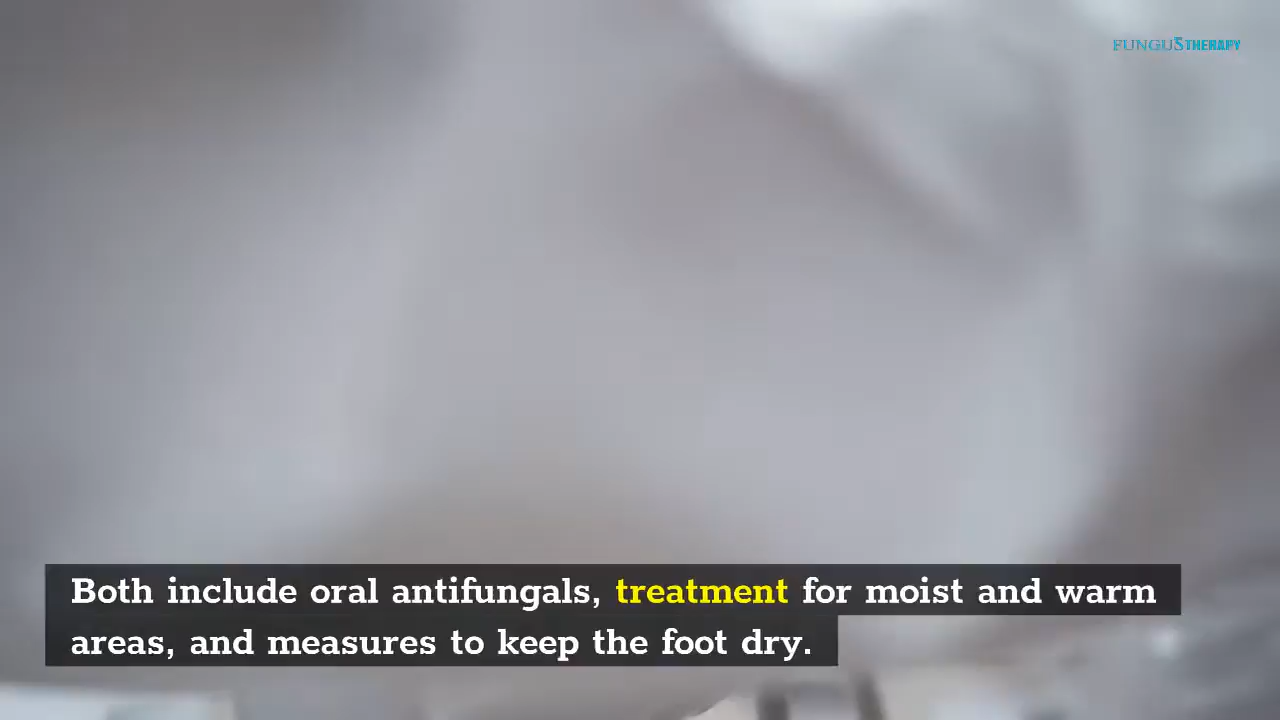 FUNGUSTHERAPY
Both include oral antifungals, treatment for moist and warm
areas, and measures to keep the foot dry.